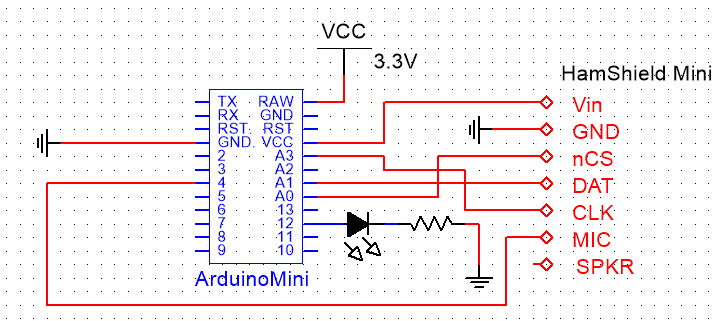 VCC
3.3V
HamShield Mini
TX RAW
RX GND
RST. RST
GND. VCC
2 A3
3 A2
4 A1
5 A0
6 13
7 12
8 11
9 10
ArduinoMini
Vin
GND
nCS
DAT
CLK
MIC
SPKR